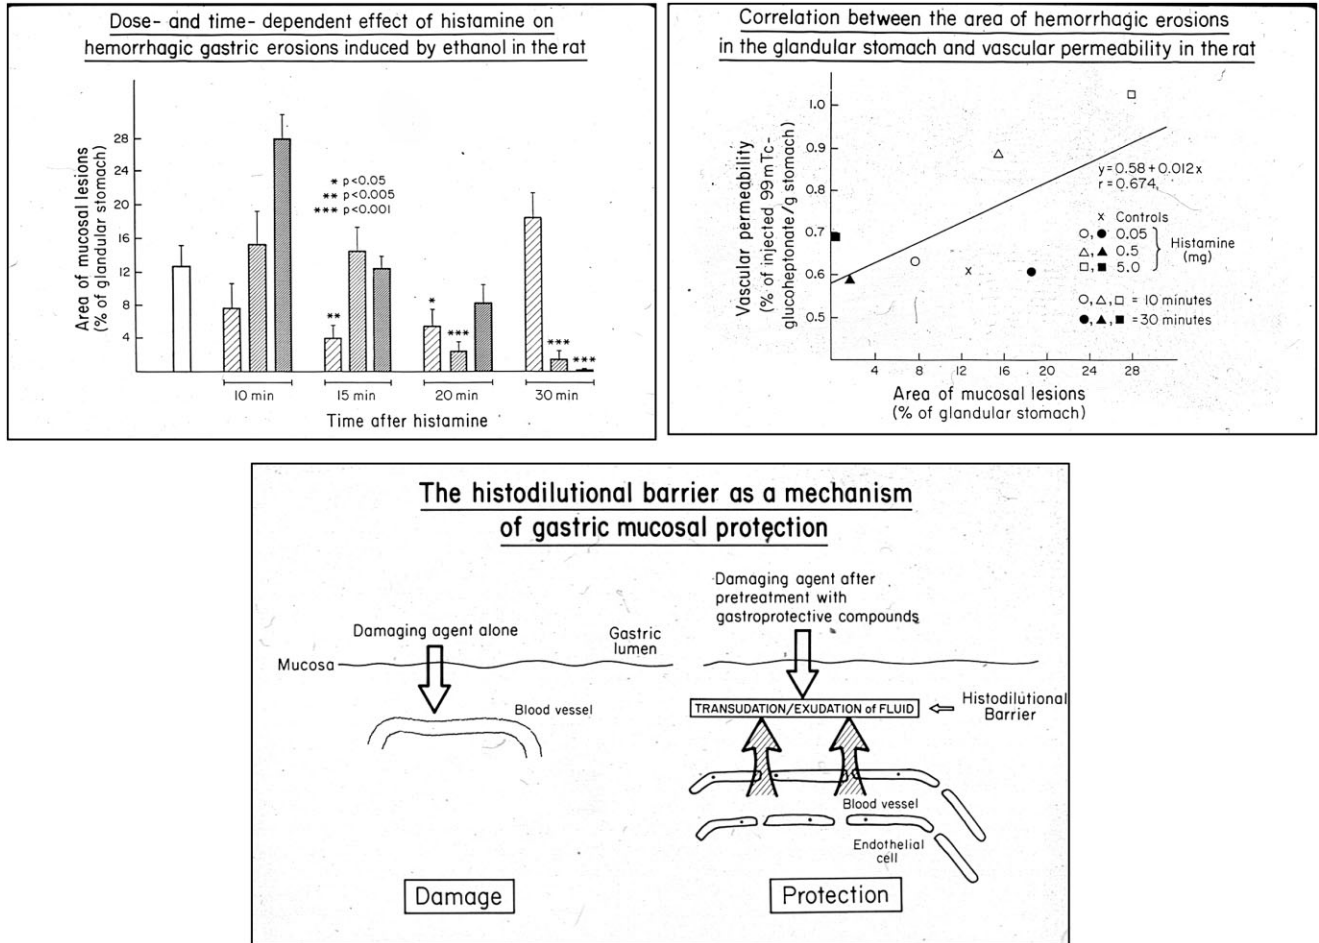 Dose- and time- dependent effect of histamine on
hemorrhagic gastric erosions induced by ethanol in the rat
Area of mucosal lesions
(% of glandular stomach)
28
24
20
16
12
8
4
* p<0.05
** p<0.005
*** p<0.001
**
*
***
***
***
10 min
15 min
20 min
30 min
Time after histamine
Correlation between the area of hemorrhagic erosions
in the glandular stomach and vascular permeability in the rat
Vascular permeability
(% of injected 99mTc-
glucoheptonate/g stomach)
1.0
0.9
0.8
0.7
0.6
0.5
y=0.58+0.012x
r=0.674,
x Controls
○,● 0.05
△,▲ 0.5
□,■ 5.0
Histamine
(mg)
○,△,□ = 10 minutes
●,▲,■ = 30 minutes
4 8 12 16 20 24 28
Area of mucosal lesions
(% of glandular stomach)
The histodilutional barrier as a mechanism
of gastric mucosal protection
Damaging agent alone
Gastric
lumen
Mucosa
Blood vessel
Damage
Damaging agent after
pretreatment with
gastroprotective compounds
TRANSUDATION/EXUDATION of FLUID
Histodilutional
Barrier
Blood vessel
Endothelial
cell
Protection